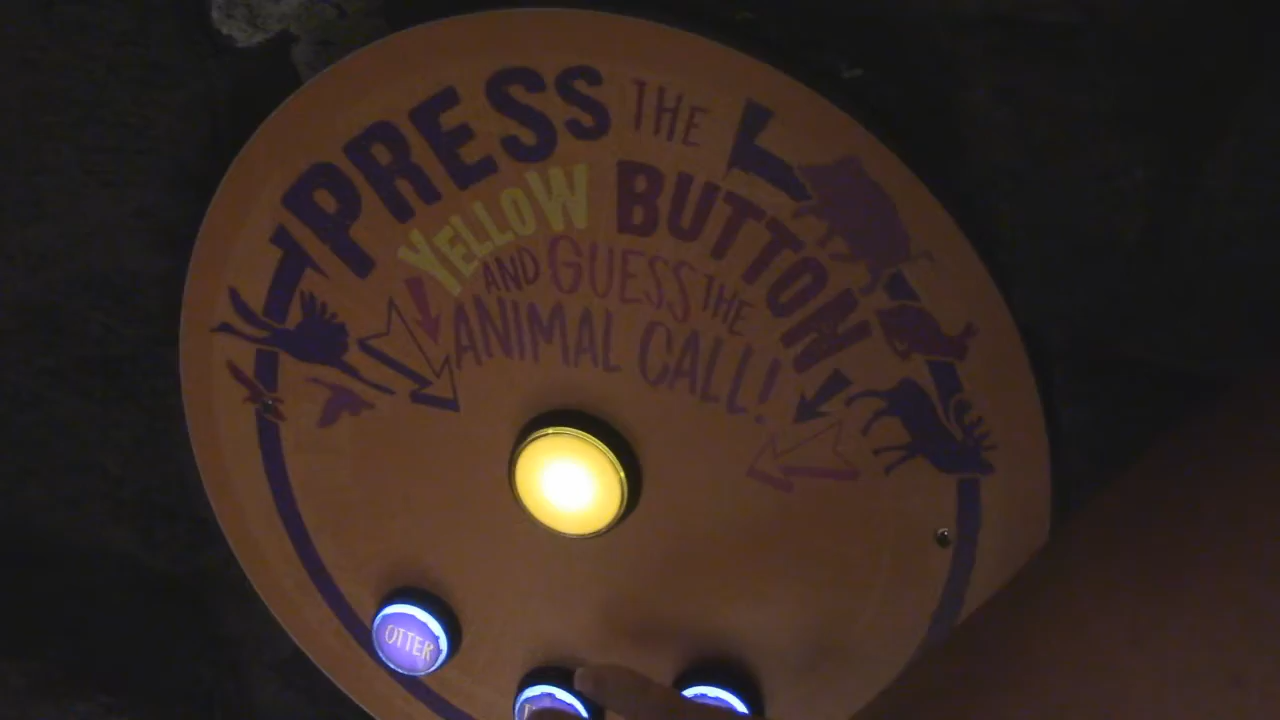 PRESS THE
YELLOW BUTTON
AND GUESS THE
ANIMAL CALL!
OTTER